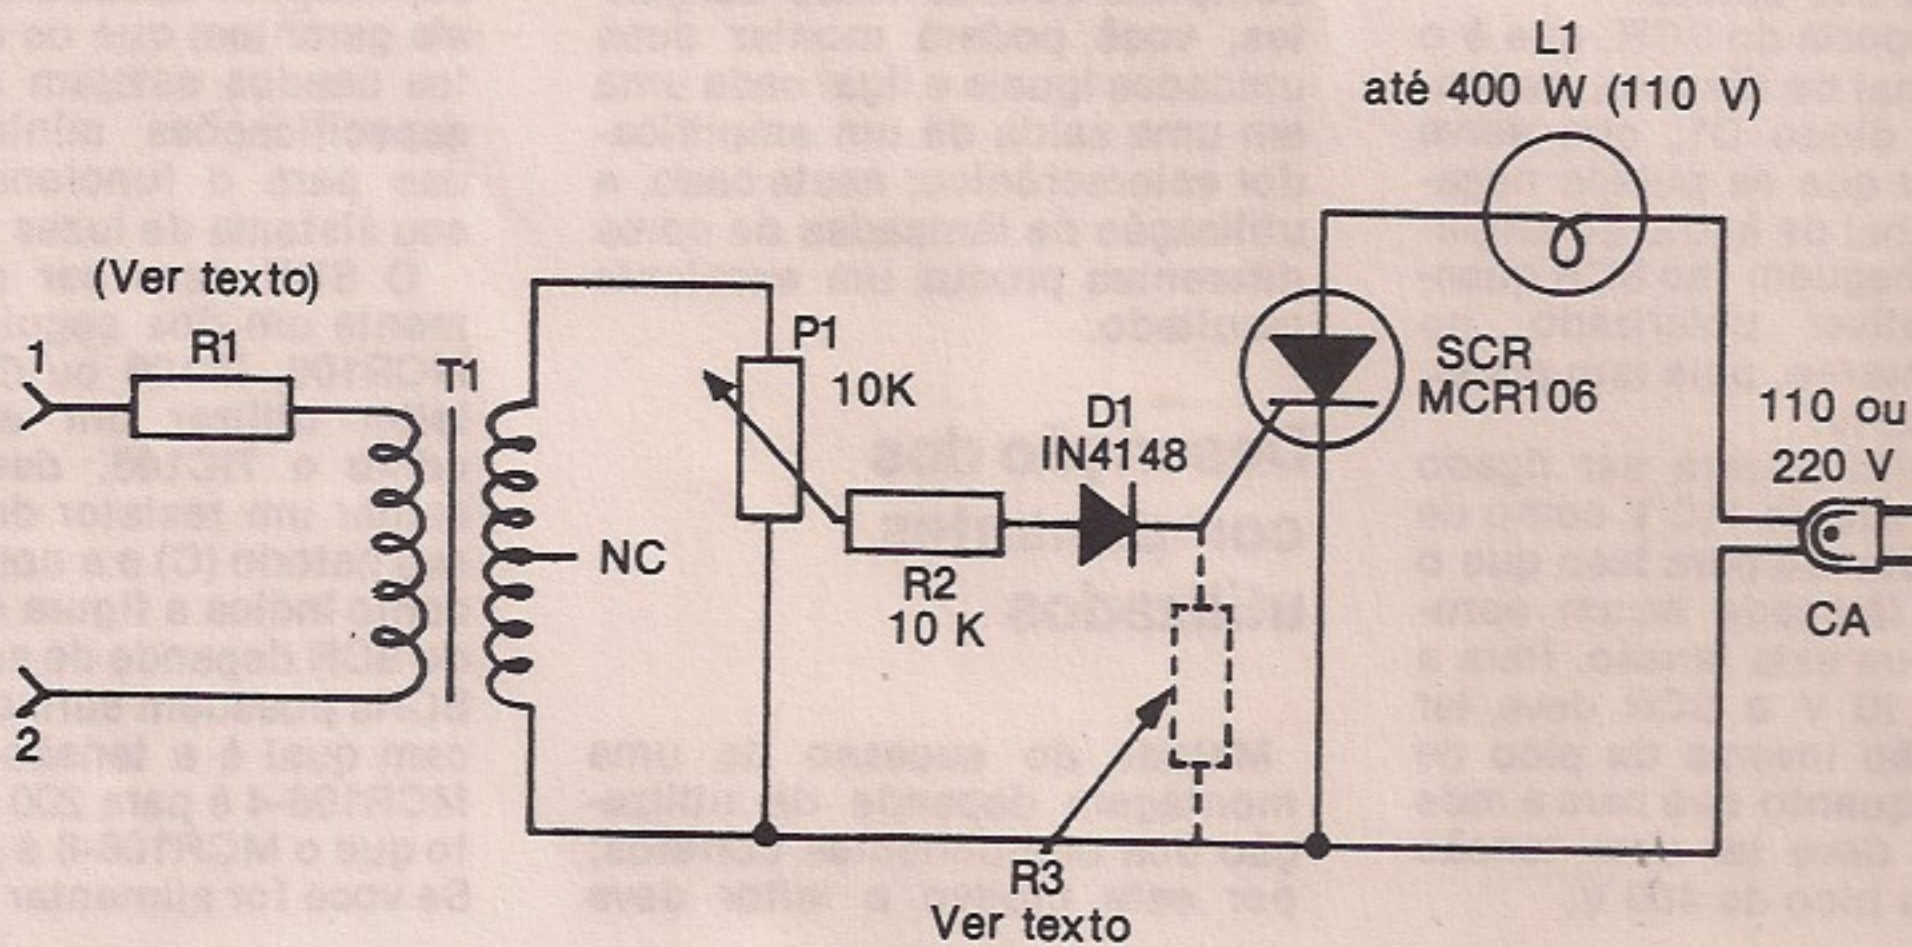 L1
até 400 W (110 V)
(Ver texto)
R1
1
T1
P1
10K
SCR
MCR106
D1
IN4148
110 ou
220 V
NC
R2
10 K
CA
2
R3
Ver texto